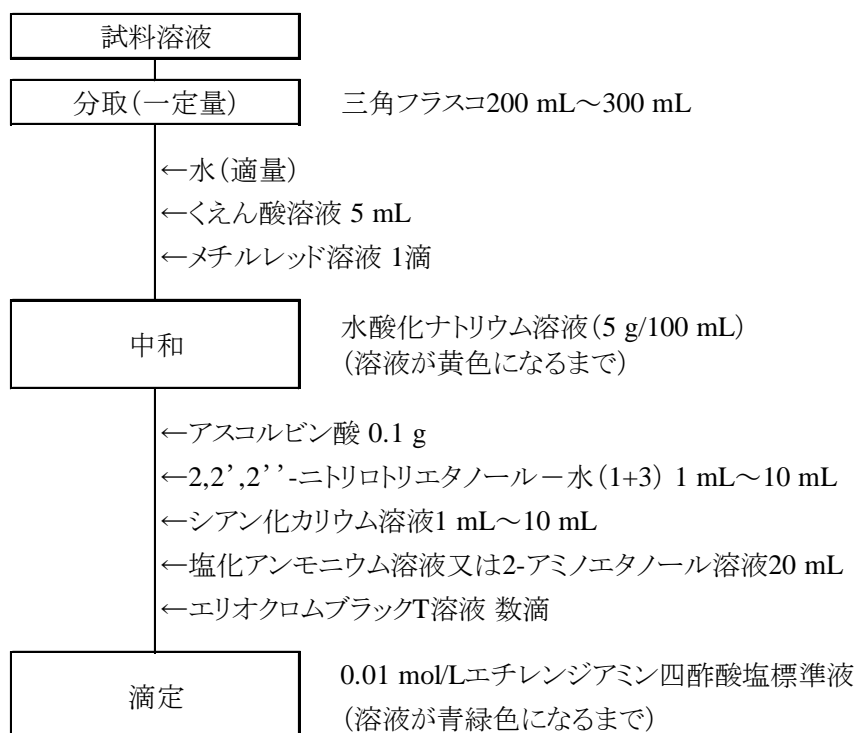 試料溶液
分取(一定量)
三角フラスコ200 mL~300 mL
←水(適量)
←くえん酸溶液 5 mL
←メチルレッド溶液 1滴
中和
水酸化ナトリウム溶液(5 g/100 mL)
(溶液が黄色になるまで)
←アスコルビン酸 0.1 g
←2,2’,2’’-ニトリロトリエタノール-水(1+3) 1 mL~10 mL
←シアン化カリウム溶液1 mL~10 mL
←塩化アンモニウム溶液又は2-アミノエタノール溶液20 mL
←エリオクロムブラックT溶液 数滴
滴定
0.01 mol/Lエチレンジアミン四酢酸塩標準液
(溶液が青緑色になるまで)